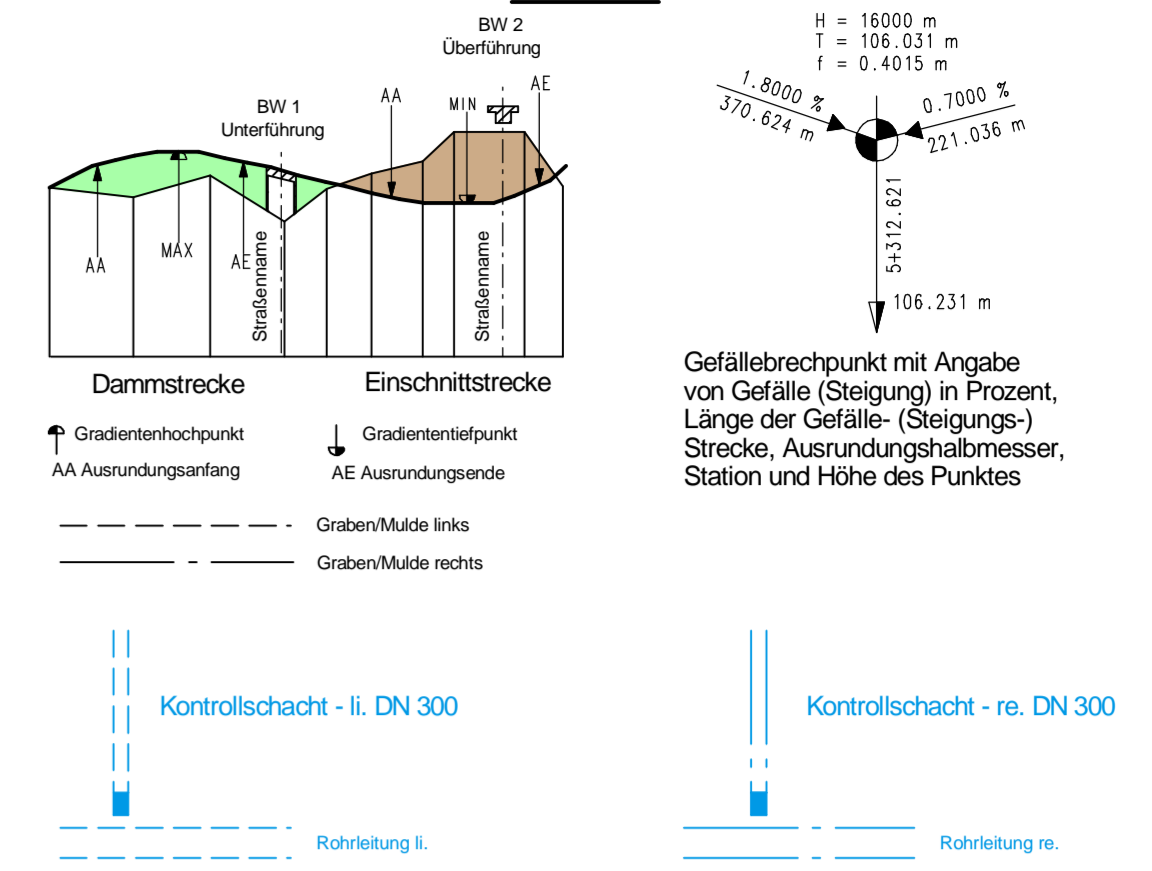 BW 2
Überführung
BW 1
Unterführung
AA
MIN
AE
AA
MAX
AE
Straßenname
Straßenname
Dammstrecke
Einschnittstrecke
Gradientenhochpunkt
Gradiententiefpunkt
AA Ausrundungsanfang
AE Ausrundungsende
Graben/Mulde links
Graben/Mulde rechts
H = 16000 m
T = 106.031 m
f = 0.4015 m
1.8000 %
370.624 m
0.7000 %
221.036 m
5+312.621
106.231 m
Gefällebrechpunkt mit Angabe
von Gefälle (Steigung) in Prozent,
Länge der Gefälle- (Steigungs-)
Strecke, Ausrundungshalbmesser,
Station und Höhe des Punktes
Kontrollschacht - li. DN 300
Rohrleitung li.
Kontrollschacht - re. DN 300
Rohrleitung re.